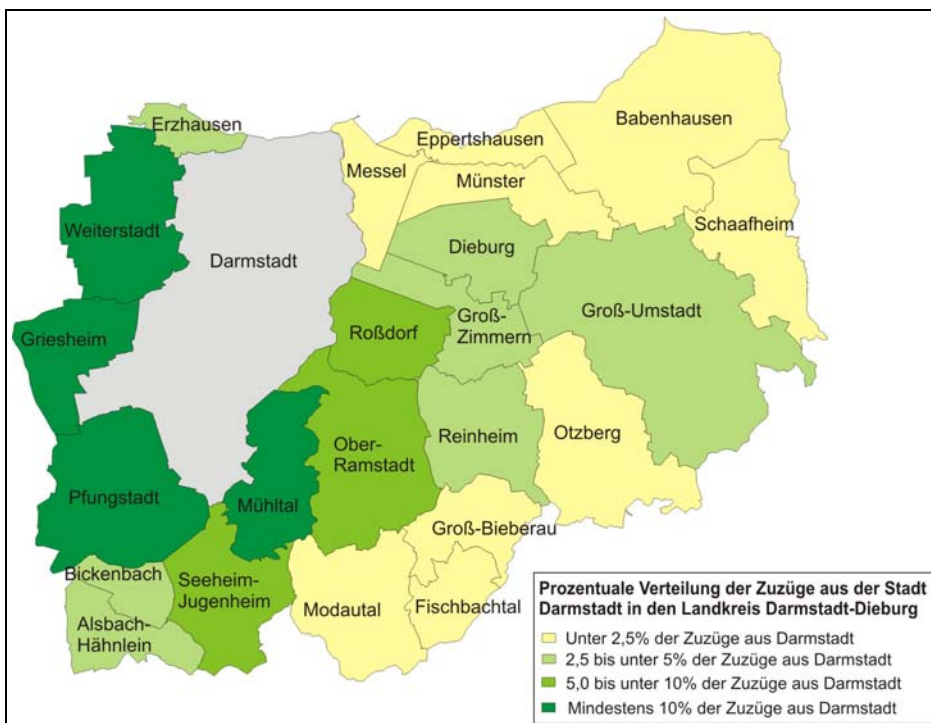 Erzhausen
Babenhausen
Eppertshausen
Messel
Münster
Weiterstadt
Schaafheim
Dieburg
Darmstadt
Groß-Umstadt
Griesheim
Roßdorf
Groß-
Zimmern
Reinheim
Otzberg
Ober-
Ramstadt
Pfungstadt
Mühltal
Groß-Bieberau
Bickenbach
Seeheim-
Jugenheim
Modautal
Fischbachtal
Alsbach-
Hähnlein
Prozentuale Verteilung der Zuzüge aus der Stadt
Darmstadt in den Landkreis Darmstadt-Dieburg
Unter 2,5% der Zuzüge aus Darmstadt
2,5 bis unter 5% der Zuzüge aus Darmstadt
5,0 bis unter 10% der Zuzüge aus Darmstadt
Mindestens 10% der Zuzüge aus Darmstadt